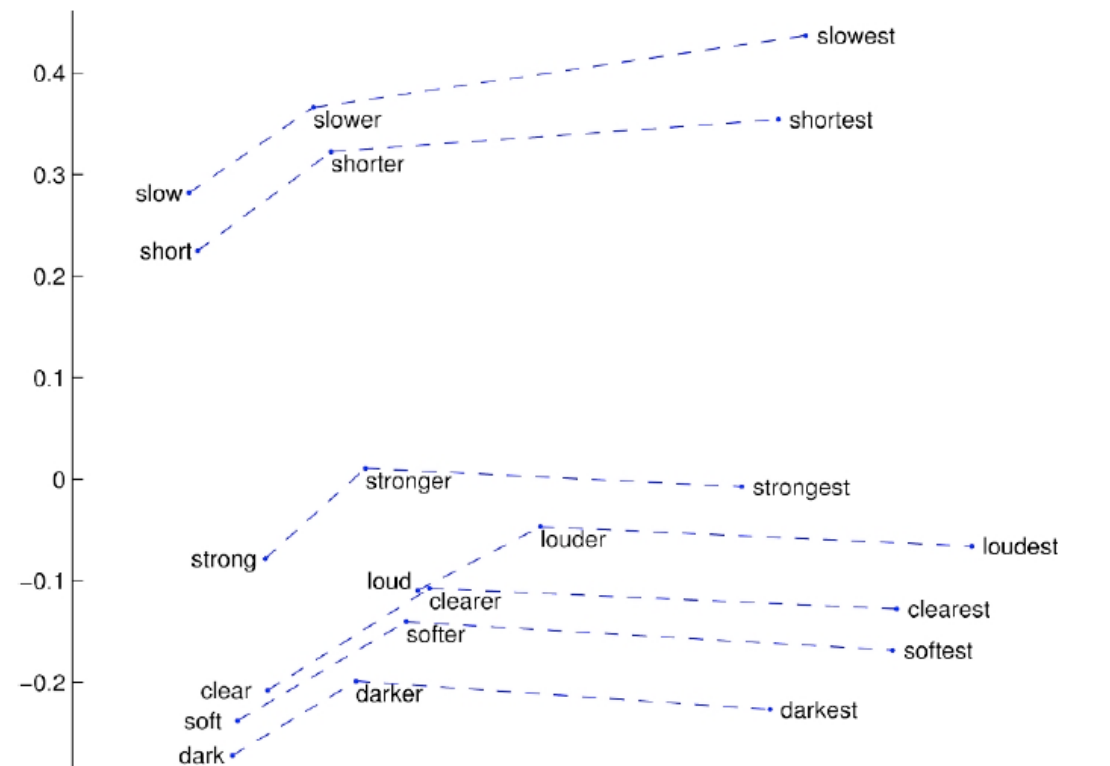 slowest
0.4
slower
shortest
shorter
0.3
slow
short
0.2
0.1
0
stronger
strongest
louder
loudest
strong
loud
−0.1
clearer
clearest
softer
softest
−0.2
clear
darker
darkest
soft
dark